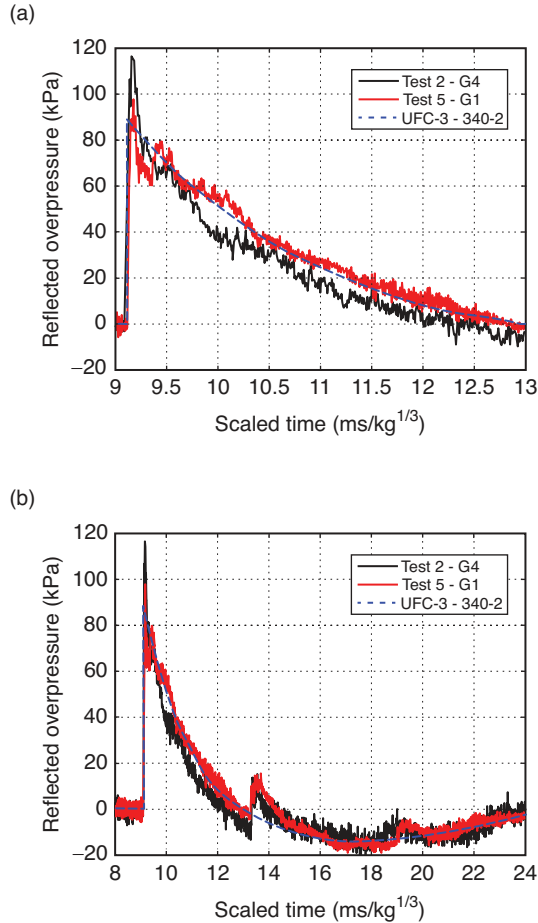 (a)
120
100
80
60
40
20
0
−20
Reflected overpressure (kPa)
Test 2 - G4
Test 5 - G1
UFC-3 - 340-2
9 9.5 10 10.5 11 11.5 12 12.5 13
Scaled time (ms/kg1/3)
(b)
120
100
80
60
40
20
0
−20
Reflected overpressure (kPa)
Test 2 - G4
Test 5 - G1
UFC-3 - 340-2
8 10 12 14 16 18 20 22 24
Scaled time (ms/kg1/3)